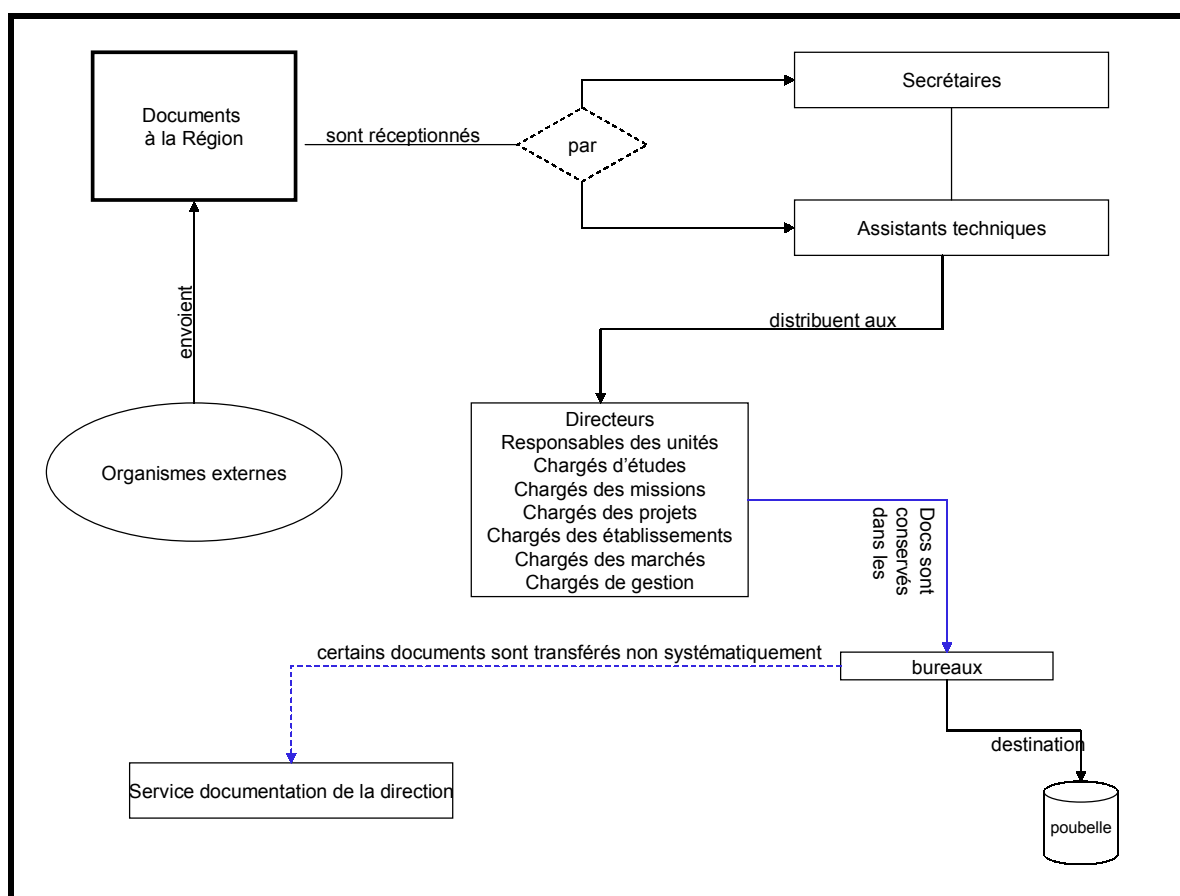 Documents
à la Région
sont réceptionnés
par
Secrétaires
Assistants techniques
envoient
distribuent aux
Organismes externes
Directeurs
Responsables des unités
Chargés d'études
Chargés des missions
Chargés des projets
Chargés des établissements
Chargés des marchés
Chargés de gestion
Docs sont
conservés
dans les
certains documents sont transférés non systématiquement
bureaux
destination
Service documentation de la direction
poubelle